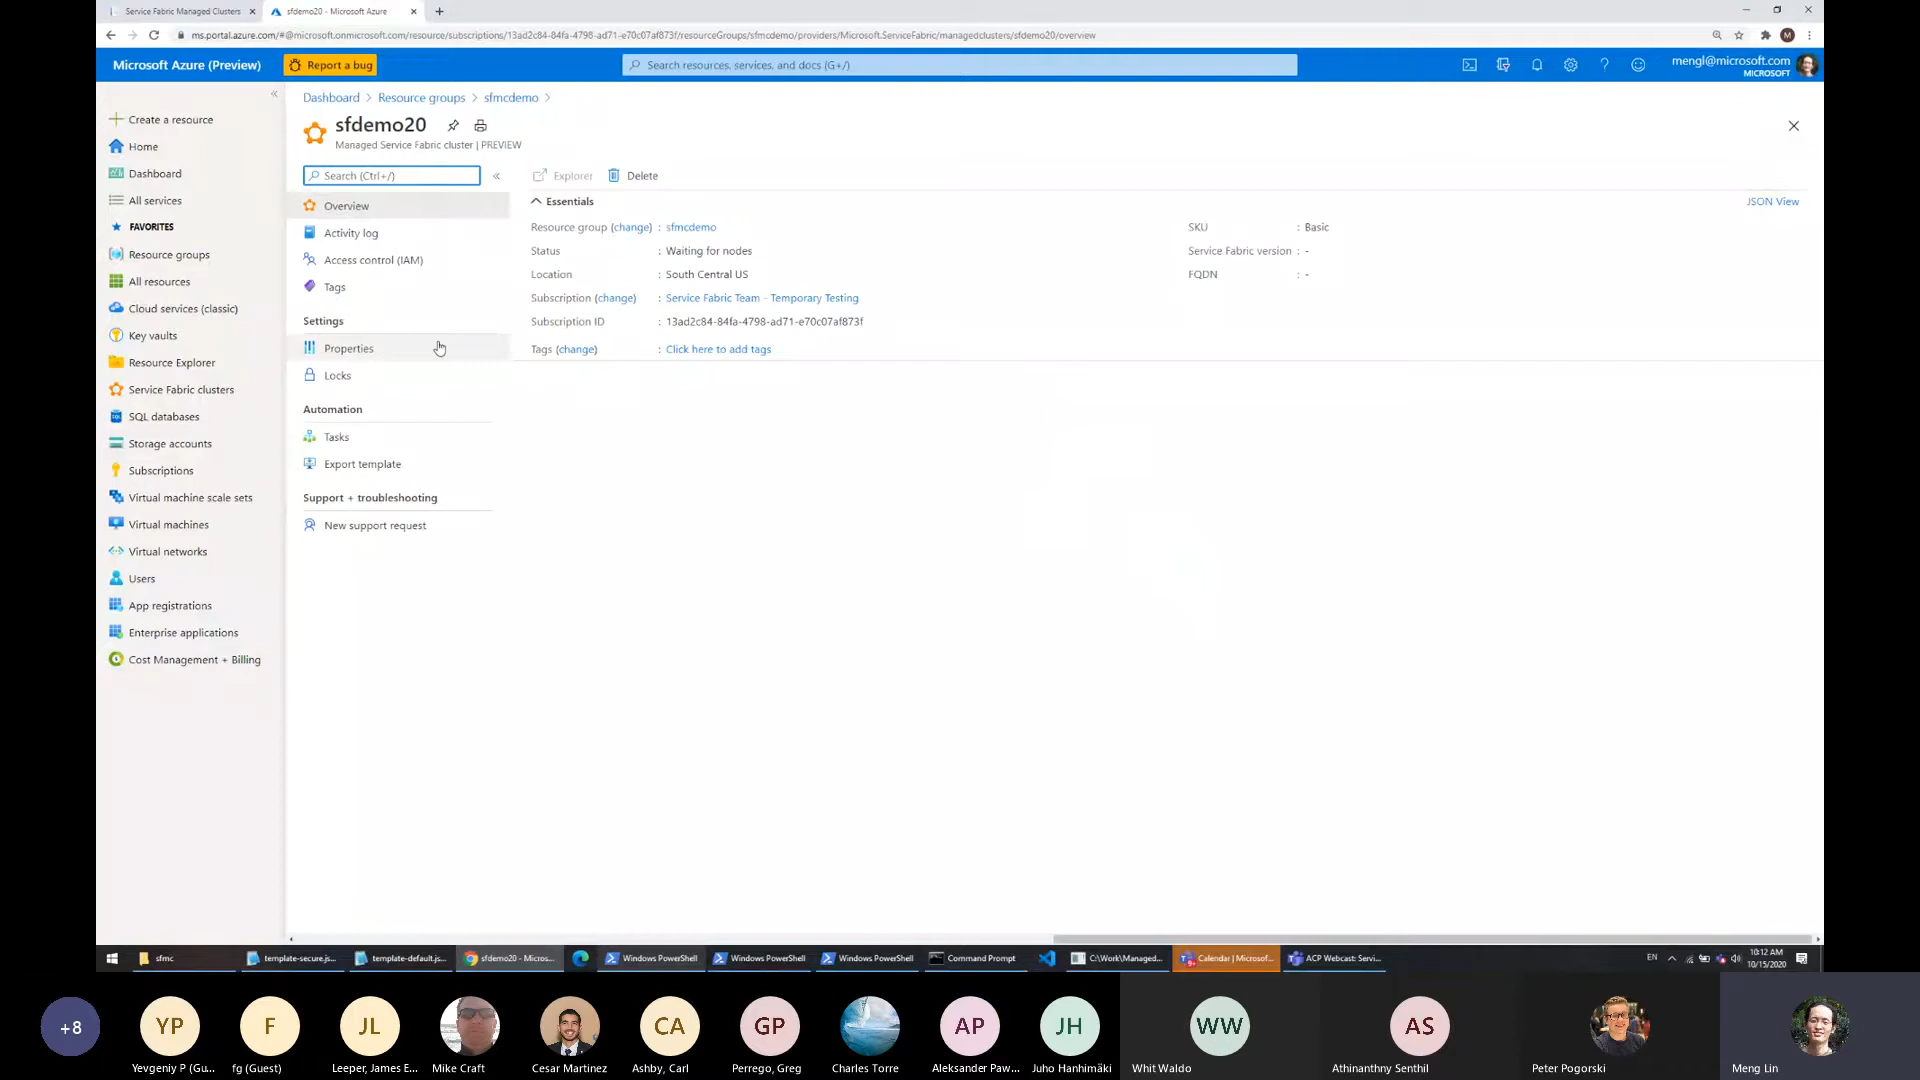 Service Fabric Managed Clusters
sfdemo20 - Microsoft Azure
ms.portal.azure.com/#@microsoft.onmicrosoft.com/resource/subscriptions/13ad2c84-84fa-4798-ad71-e70c07af873f/resourceGroups/sfmcdemo/providers/Microsoft.ServiceFabric/managedclusters/sfdemo20/overview
M
Microsoft Azure (Preview)
Report a bug
Search resources, services, and docs (G+/)
mengl@microsoft.com
MICROSOFT
Create a resource
Home
Dashboard
All services
FAVORITES
Resource groups
All resources
Cloud services (classic)
Key vaults
Resource Explorer
Service Fabric clusters
SQL databases
Storage accounts
Subscriptions
Virtual machine scale sets
Virtual machines
Virtual networks
Users
App registrations
Enterprise applications
Cost Management + Billing
Dashboard > Resource groups > sfmcdemo >
sfdemo20
Managed Service Fabric cluster | PREVIEW
Search (Ctrl+/)
Overview
Activity log
Access control (IAM)
Tags
Settings
Properties
Locks
Automation
Tasks
Export template
Support + troubleshooting
New support request
Explorer
Delete
Essentials
JSON View
Resource group (change) : sfmcdemo
Status : Waiting for nodes
Location : South Central US
Subscription (change) : Service Fabric Team - Temporary Testing
Subscription ID : 13ad2c84-84fa-4798-ad71-e70c07af873f
Tags (change) : Click here to add tags
SKU : Basic
Service Fabric version : -
FQDN : -
sfmc
template-secure.js...
template-default.js...
sfdemo20 - Micros...
Windows PowerShell
Windows PowerShell
Windows PowerShell
Command Prompt
C:\Work\Managed...
Calendar | Microsof...
ACP Webcast: Servi...
EN
10:12 AM
10/15/2020
+8
YP
F
JL
CA
GP
AP
JH
WW
AS
Yevgeniy P (Gu...
fg (Guest)
Leeper, James E...
Mike Craft
Cesar Martinez
Ashby, Carl
Perrego, Greg
Charles Torre
Aleksander Paw...
Juho Hanhimäki
Whit Waldo
Athinanthny Senthil
Peter Pogorski
Meng Lin